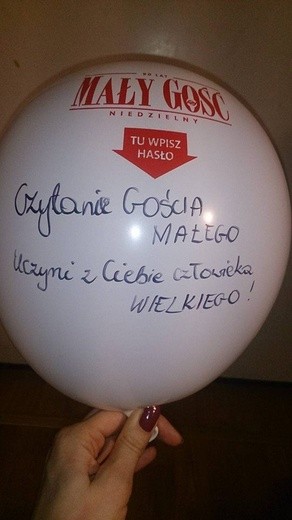 MAŁY GOŚĆ
NIEDZIELNY
TU WPISZ
HASŁO
Czytanie GOŚCIA
MAŁEGO
Uczyni z Ciebie człowieka
WIELKIEGO!